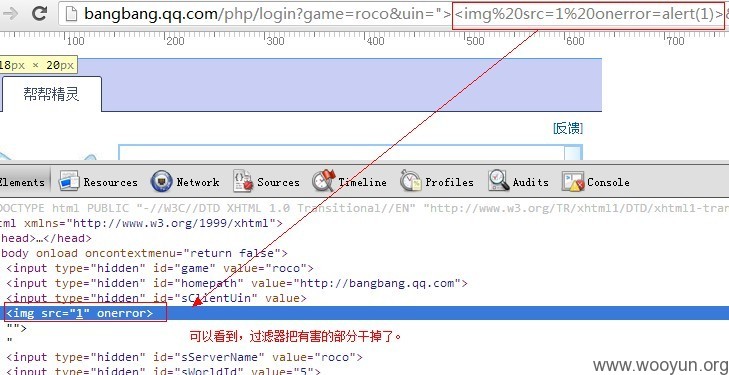 bangbang.qq.com/php/login?game=roco&uin="><img%20src=1%20onerror=alert(1)>&
100 200 300 400 500 600 700
18px × 20px
帮帮精灵
[反馈]
Elements Resources Network Sources Timeline Profiles Audits Console
DOCTYPE html PUBLIC "-//W3C//DTD XHTML 1.0 Transitional//EN" "http://www.w3.org/TR/xhtml1/DTD/xhtml1-tran
html xmlns="http://www.w3.org/1999/xhtml">
head>…</head>
body onload oncontextmenu="return false">
<input type="hidden" id="game" value="roco">
<input type="hidden" id="homepath" value="http://bangbang.qq.com">
<input type="hidden" id="sClientUin" value>
<img src="1" onerror>
"">
"
可以看到，过滤器把有害的部分干掉了。
<input type="hidden" id="sServerName" value="roco">
<input type="hidden" id="sWorldId" value="5">
www.wooyun.org